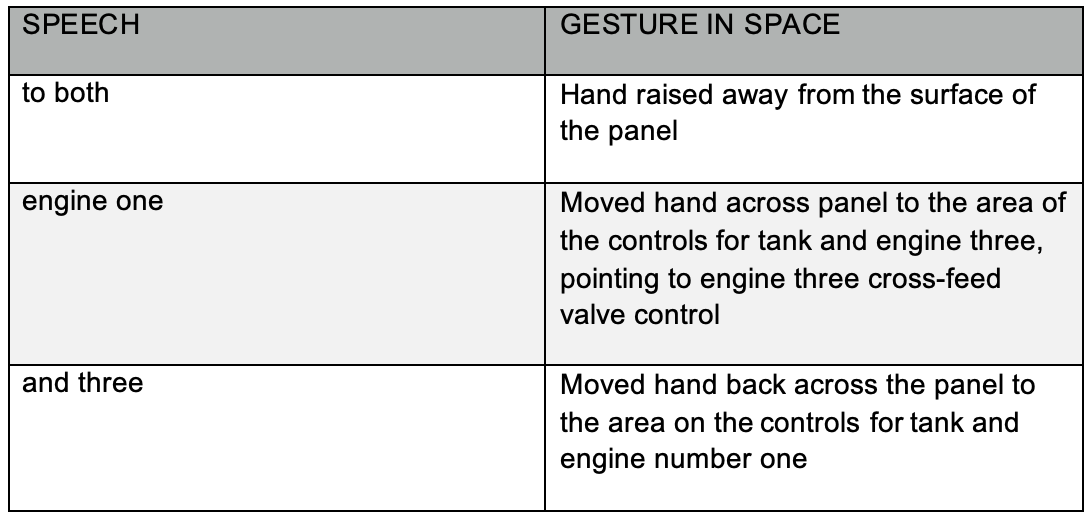 SPEECH
GESTURE IN SPACE
to both
Hand raised away from the surface of
the panel
engine one
Moved hand across panel to the area of
the controls for tank and engine three,
pointing to engine three cross-feed
valve control
and three
Moved hand back across the panel to
the area on the controls for tank and
engine number one